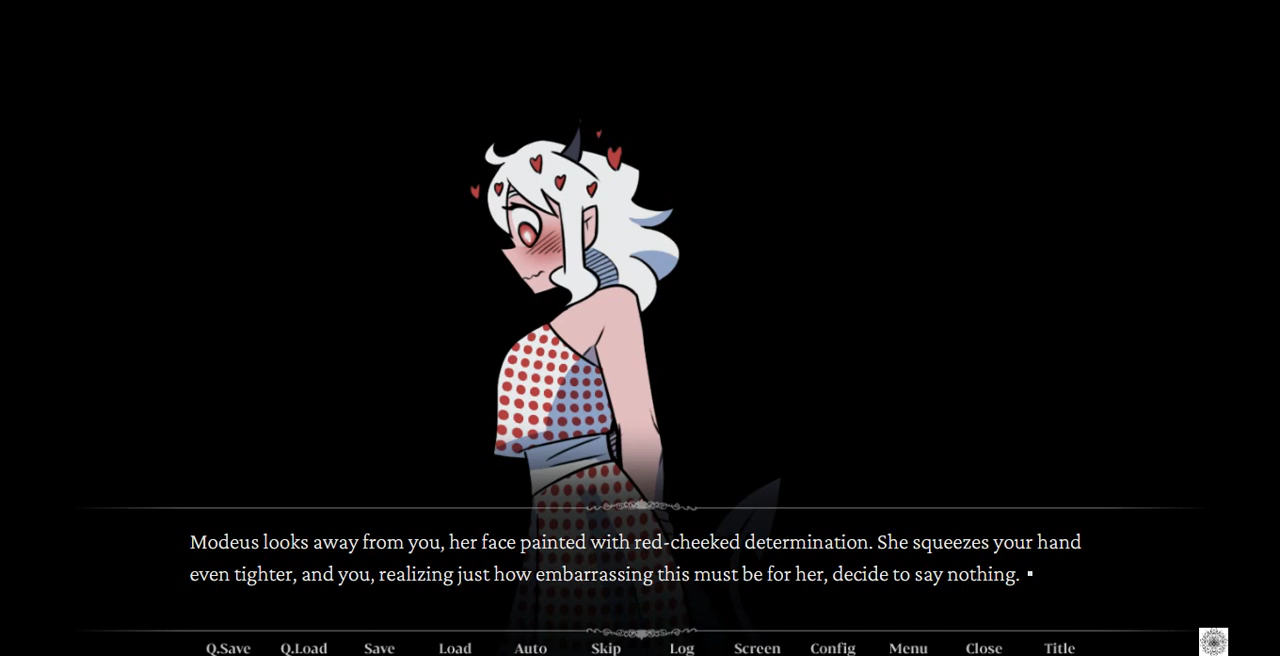 Modeus looks away from you, her face painted with red-cheeked determination. She squeezes your hand
even tighter, and you, realizing just how embarrassing this must be for her, decide to say nothing.
Q.Save Q.Load Save Load Auto Skip Log Screen Config Menu Close Title